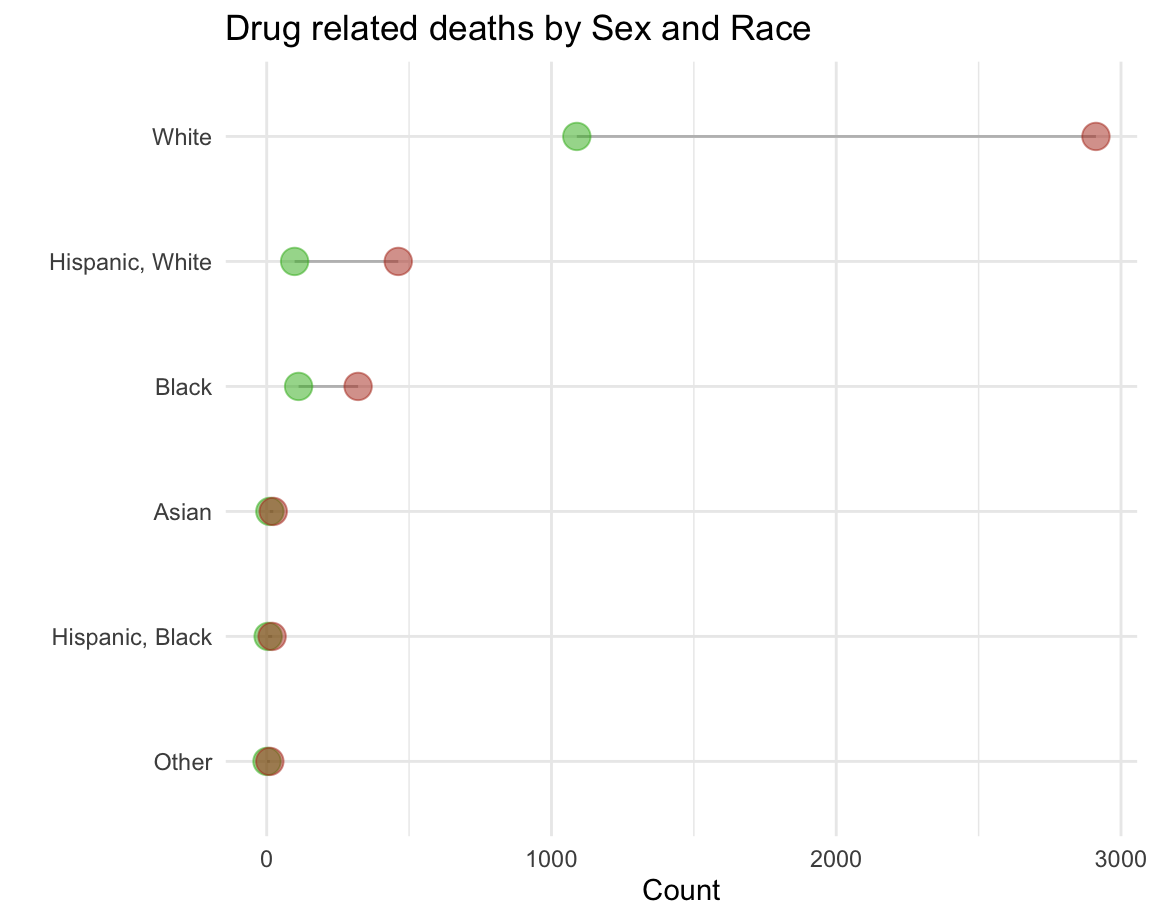 Drug related deaths by Sex and Race
White
Hispanic, White
Black
Asian
Hispanic, Black
Other
0 1000 2000 3000
Count